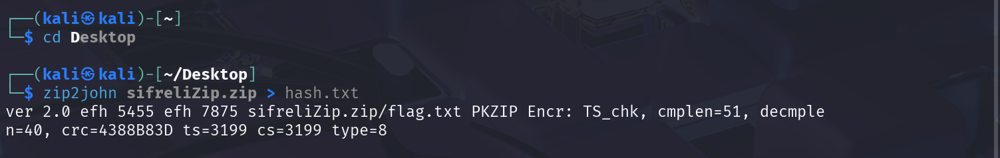 ┌──(kali㉿kali)-[~]
└─$ cd Desktop
┌──(kali㉿kali)-[~/Desktop]
└─$ zip2john sifreliZip.zip > hash.txt
ver 2.0 efh 5455 efh 7875 sifreliZip.zip/flag.txt PKZIP Encr: TS_chk, cmplen=51, decmple
n=40, crc=4388B83D ts=3199 cs=3199 type=8